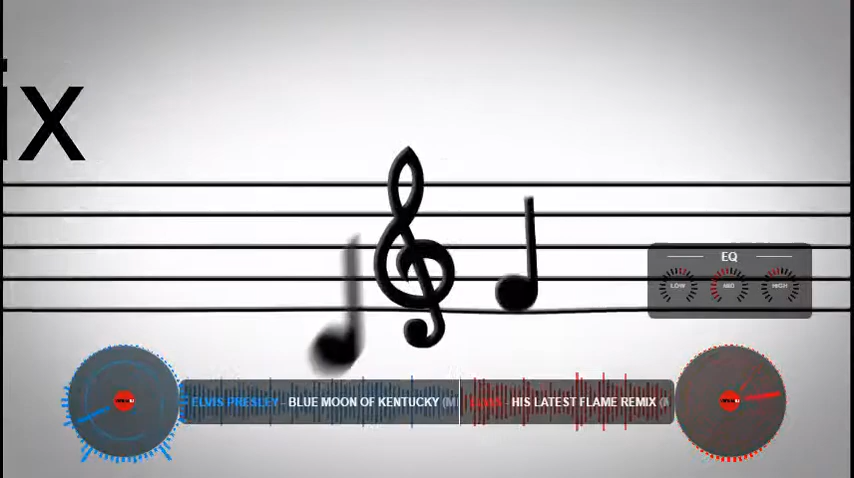 ix
EQ
LOW MID HIGH
ELVIS PRESLEY - BLUE MOON OF KENTUCKY (M
- HIS LATEST FLAME REMIX (M